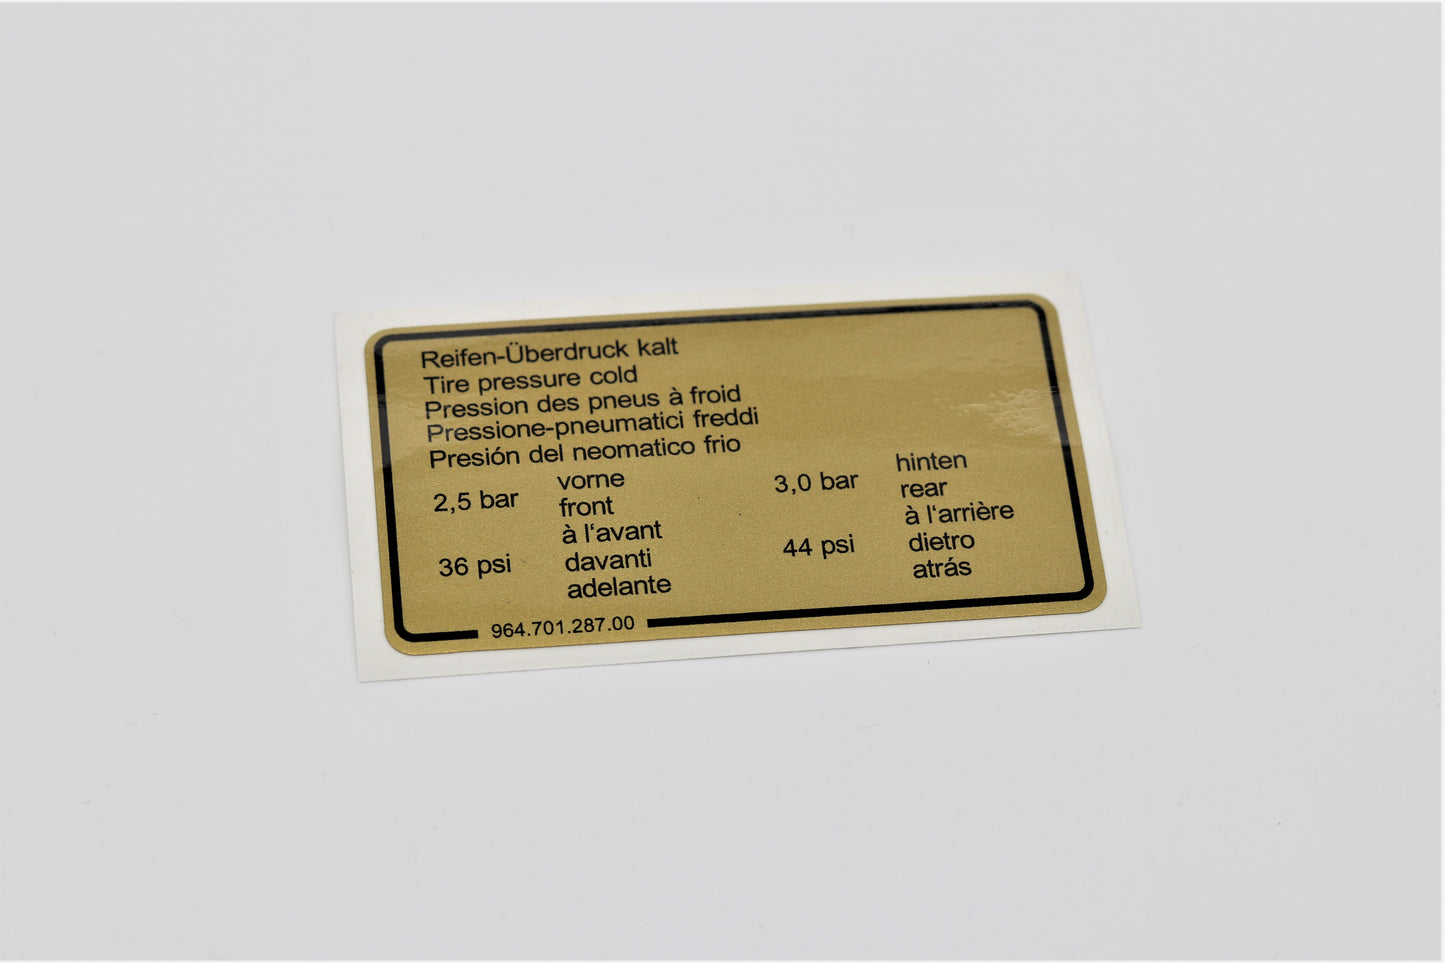 Reifen-Überdruck kalt
Tire pressure cold
Pression des pneus à froid
Pressione-pneumatici freddi
Presión del neomatico frio
2,5 bar
36 psi
vorne
front
à l‘avant
davanti
adelante
3,0 bar
44 psi
hinten
rear
à l‘arrière
dietro
atrás
964.701.287.00